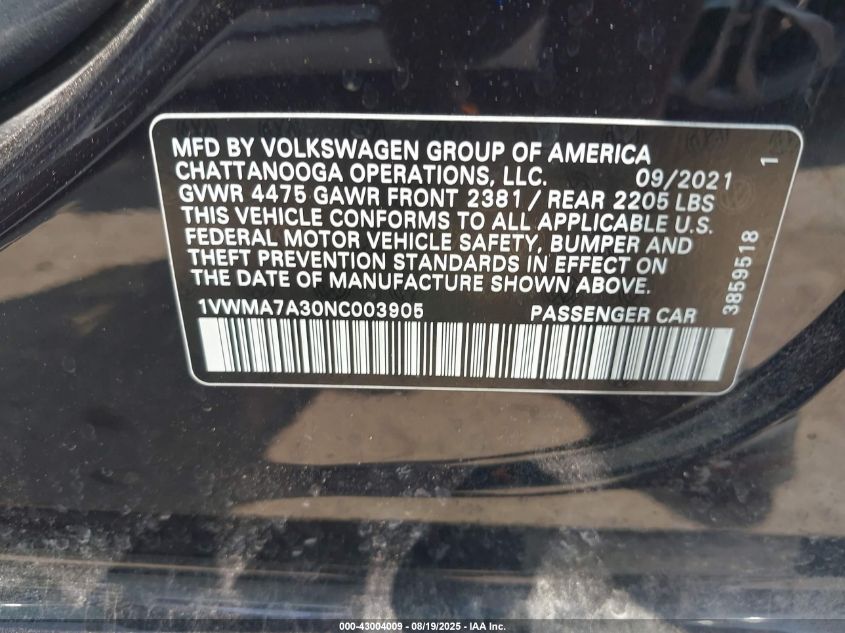 MFD BY VOLKSWAGEN GROUP OF AMERICA
CHATTANOOGA OPERATIONS, LLC. 09/2021
GVWR 4475 GAWR FRONT 2381 / REAR 2205 LBS
THIS VEHICLE CONFORMS TO ALL APPLICABLE U.S.
FEDERAL MOTOR VEHICLE SAFETY, BUMPER AND
THEFT PREVENTION STANDARDS IN EFFECT ON
THE DATE OF MANUFACTURE SHOWN ABOVE.
1VWMA7A30NC003905 PASSENGER CAR
3859518
1
000-43004009 - 08/19/2025 - IAA Inc.